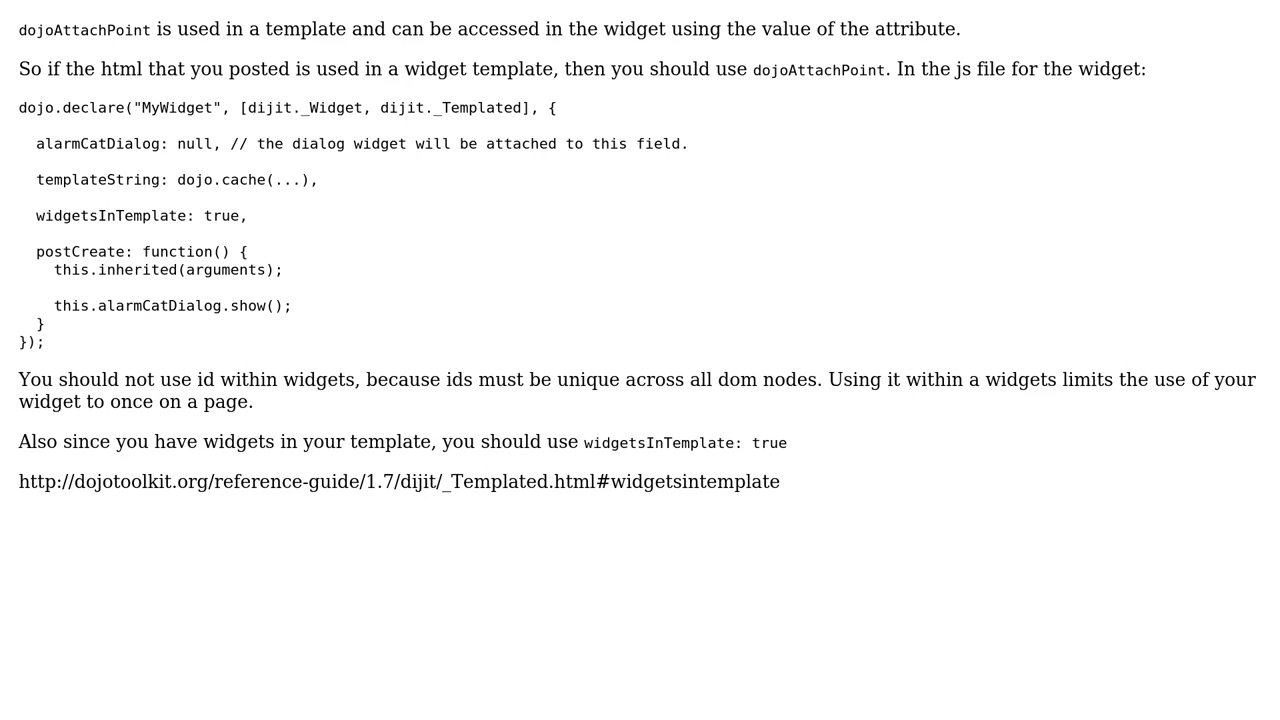 dojoAttachPoint is used in a template and can be accessed in the widget using the value of the attribute.
So if the html that you posted is used in a widget template, then you should use dojoAttachPoint. In the js file for the widget:
dojo.declare("MyWidget", [dijit._Widget, dijit._Templated], {
  alarmCatDialog: null, // the dialog widget will be attached to this field.
  templateString: dojo.cache(...),
  widgetsInTemplate: true,
  postCreate: function() {
    this.inherited(arguments);
    this.alarmCatDialog.show();
  }
});
You should not use id within widgets, because ids must be unique across all dom nodes. Using it within a widgets limits the use of your
widget to once on a page.
Also since you have widgets in your template, you should use widgetsInTemplate: true
http://dojotoolkit.org/reference-guide/1.7/dijit/_Templated.html#widgetsintemplate